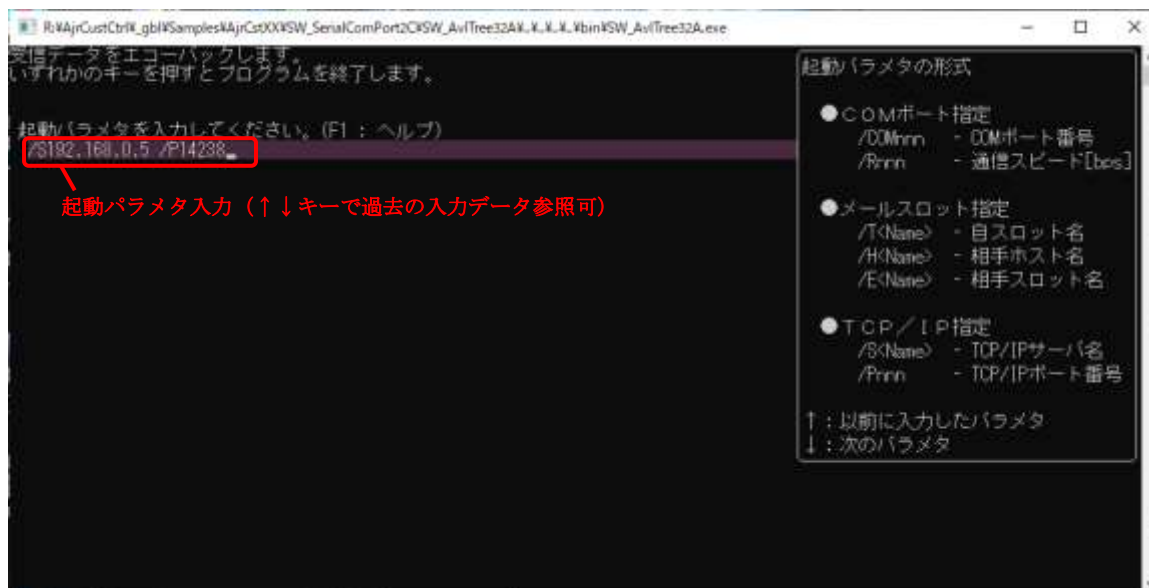 R:¥AjrCustCtrl¥_gbl¥Samples¥AjrCstXX¥SW_SerialComPort2C¥SW_AvlTree32A¥..¥..¥..¥..¥bin¥SW_AvlTree32A.exe
受信データをエコーバックします。
いずれかのキーを押すとプログラムを終了します。
起動パラメタを入力してください。(F1 : ヘルプ)
/S192.168.0.5 /P14238_
起動パラメタ入力（↑↓キーで過去の入力データ参照可）
起動パラメタの形式
●ＣＯＭポート指定
/COMnnn - COMポート番号
/Rnnn - 通信スピード[bps]
●メールスロット指定
/T<Name> - 自スロット名
/H<Name> - 相手ホスト名
/E<Name> - 相手スロット名
●ＴＣＰ／ＩＰ指定
/S<Name> - TCP/IPサーバ名
/Pnnn - TCP/IPポート番号
↑：以前に入力したパラメタ
↓：次のパラメタ